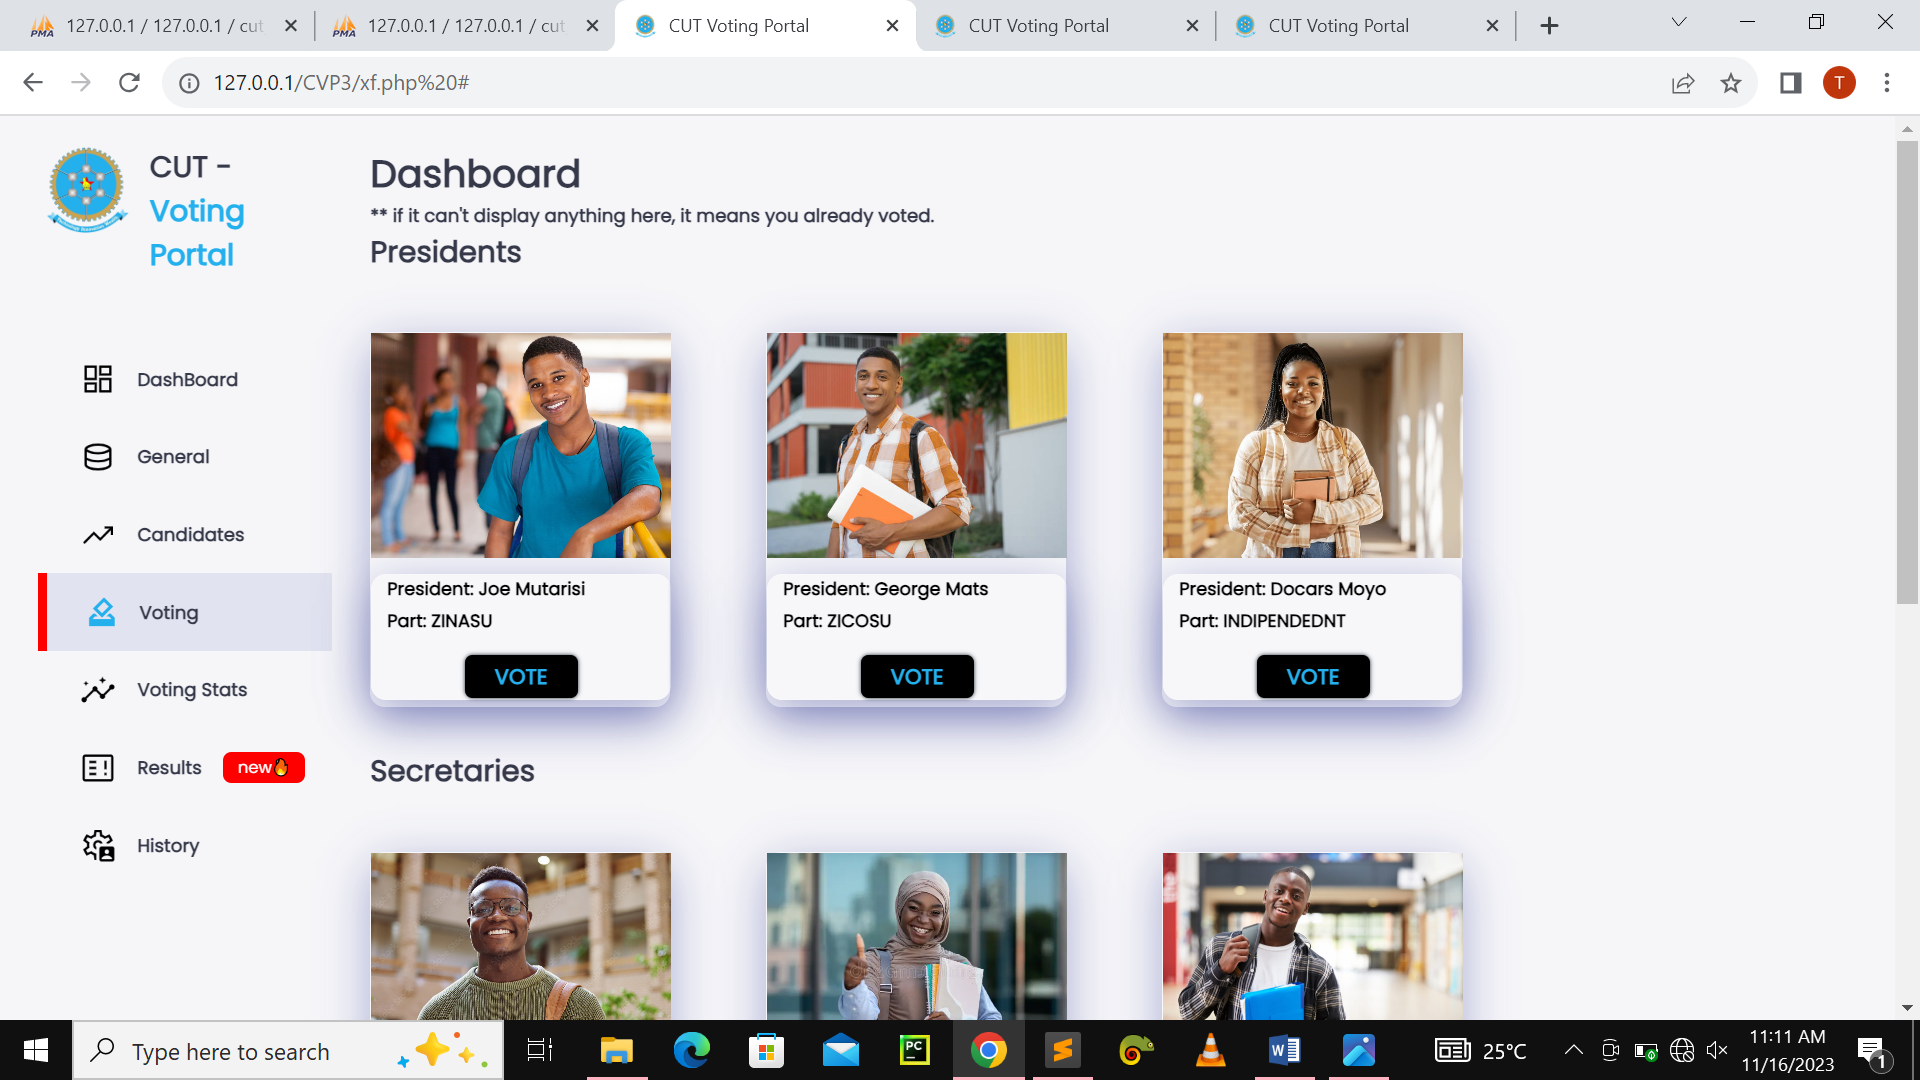 127.0.0.1 / 127.0.0.1 / cut
127.0.0.1 / 127.0.0.1 / cut
CUT Voting Portal
CUT Voting Portal
CUT Voting Portal
127.0.0.1/CVP3/xf.php%20#
T
CUT -
Voting
Portal
DashBoard
General
Candidates
Voting
Voting Stats
Results
new🔥
History
Dashboard
** if it can't display anything here, it means you already voted.
Presidents
President: Joe Mutarisi
Part: ZINASU
VOTE
President: George Mats
Part: ZICOSU
VOTE
President: Docars Moyo
Part: INDIPENDEDNT
VOTE
Secretaries
Type here to search
PC
W
25°C
11:11 AM
11/16/2023
1